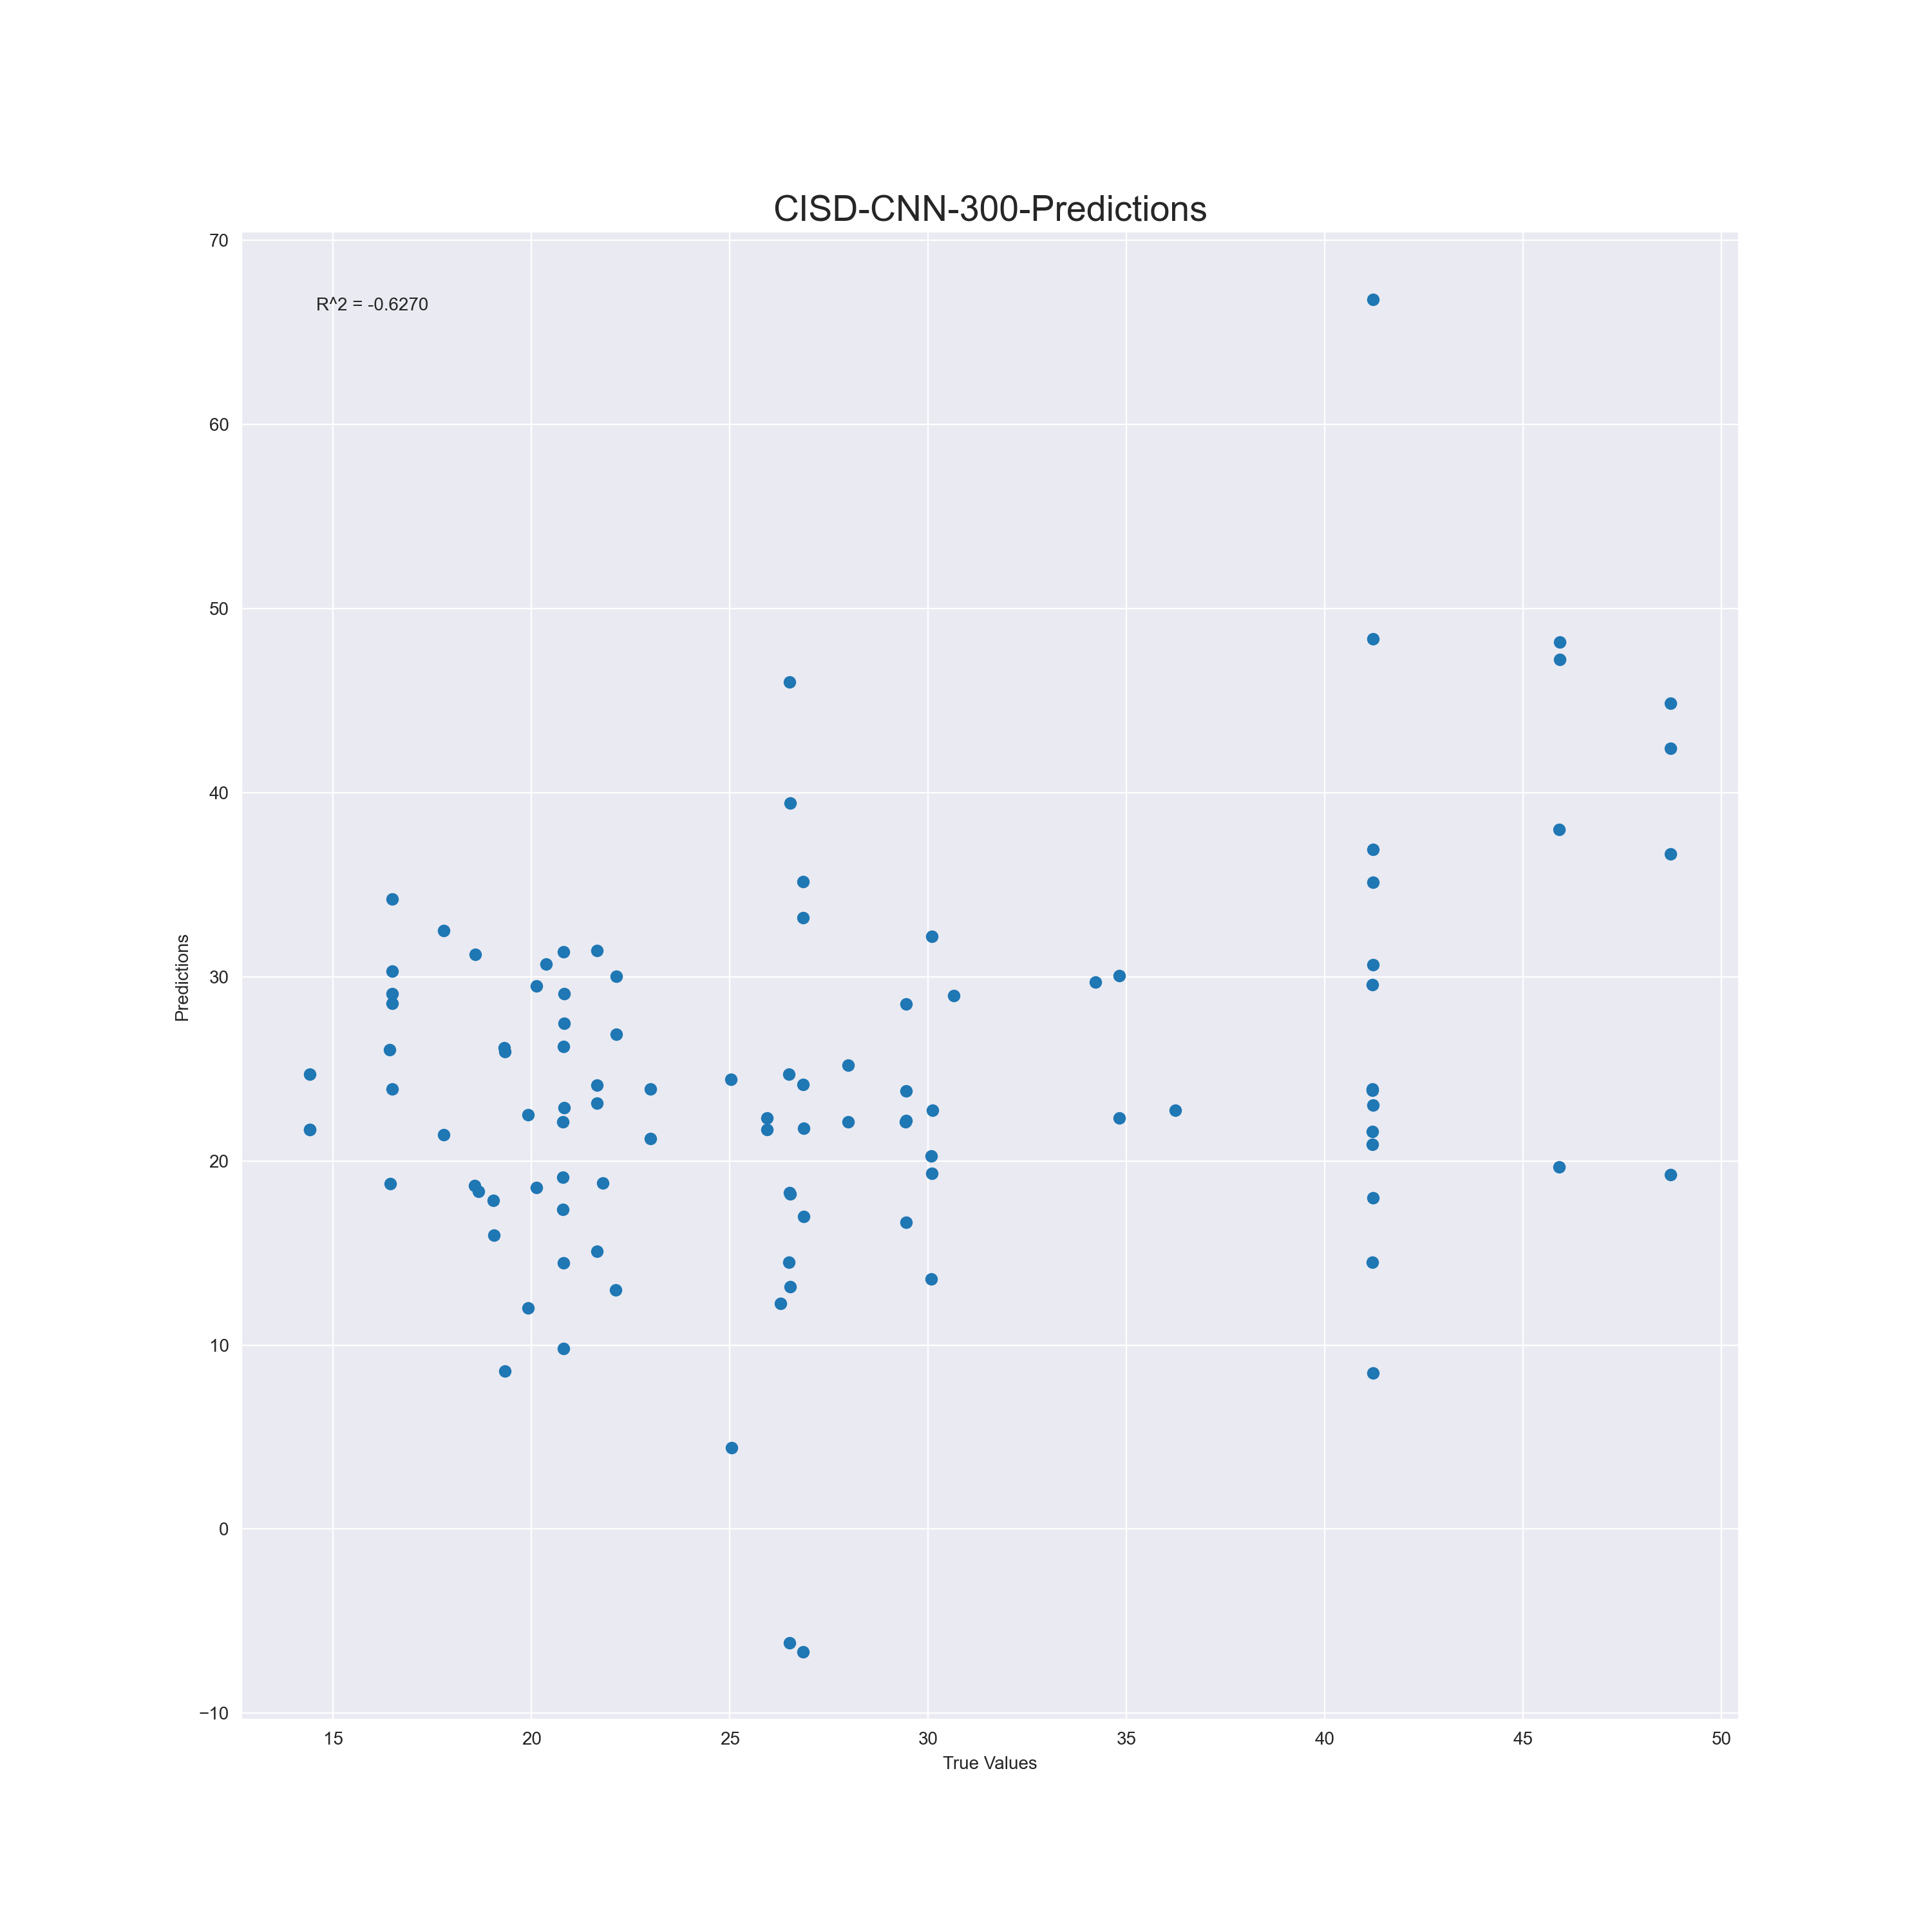 CISD-CNN-300-Predictions
70
R^2 = -0.6270
60
50
40
30
20
10
0
−10
Predictions
15 20 25 30 35 40 45 50
True Values